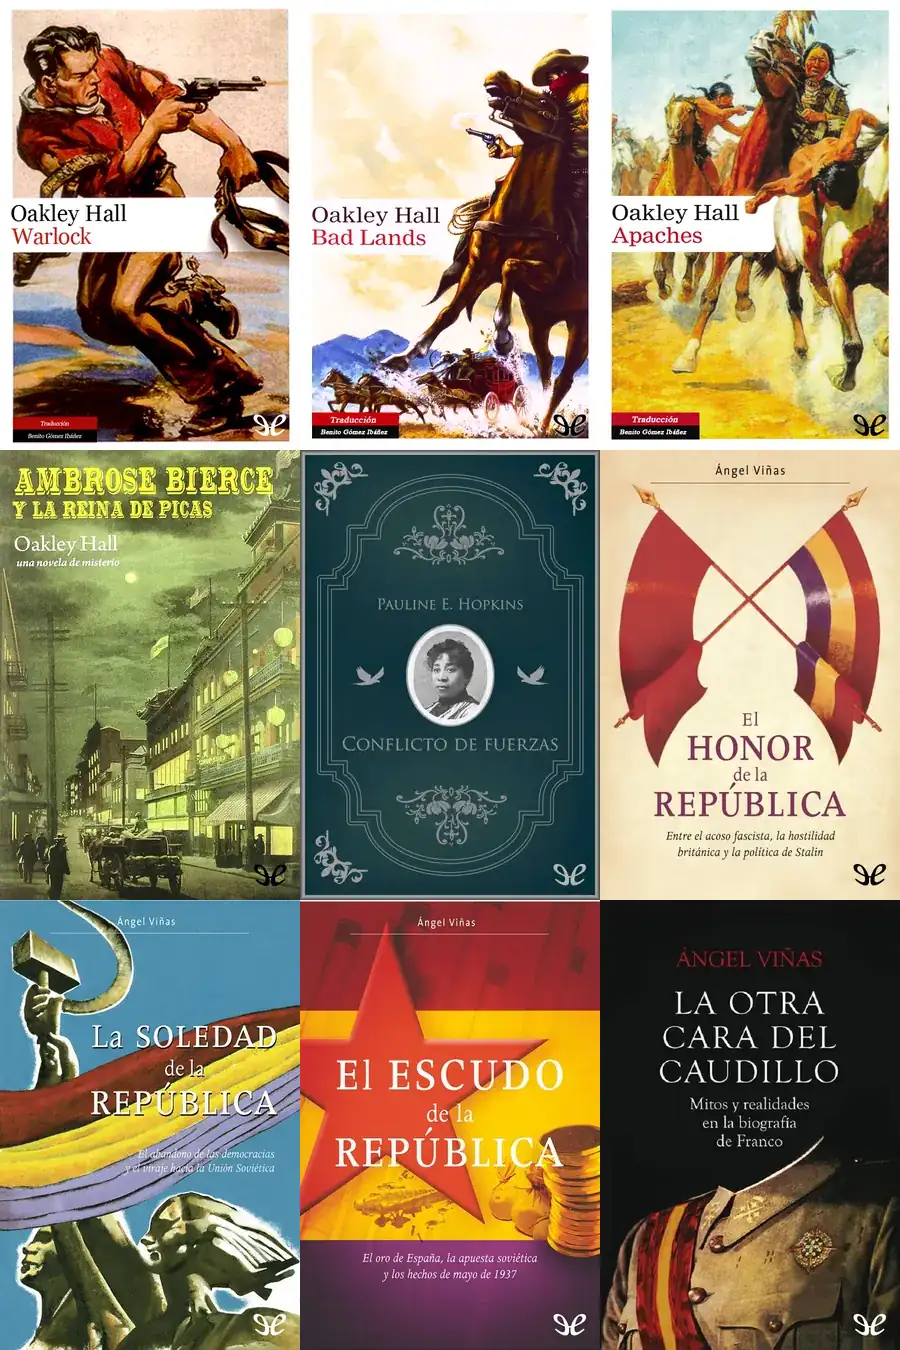 Oakley Hall
Warlock
Traducción
Benito Gómez Ibáñez
Oakley Hall
Bad Lands
Traducción
Benito Gómez Ibáñez
Oakley Hall
Apaches
Traducción
Benito Gómez Ibáñez
AMBROSE BIERCE
Y LA REINA DE PICAS
Oakley Hall
una novela de misterio
PAULINE E. HOPKINS
CONFLICTO DE FUERZAS
Ángel Viñas
El
HONOR
de la
REPÚBLICA
Entre el acoso fascista, la hostilidad
británica y la política de Stalin
Ángel Viñas
La SOLEDAD
de la
REPÚBLICA
El abandono de las democracias
y el viraje hacia la Unión Soviética
Ángel Viñas
El ESCUDO
de la
REPÚBLICA
El oro de España, la apuesta soviética
y los hechos de mayo de 1937
ÁNGEL VIÑAS
LA OTRA
CARA DEL
CAUDILLO
Mitos y realidades
en la biografía
de Franco